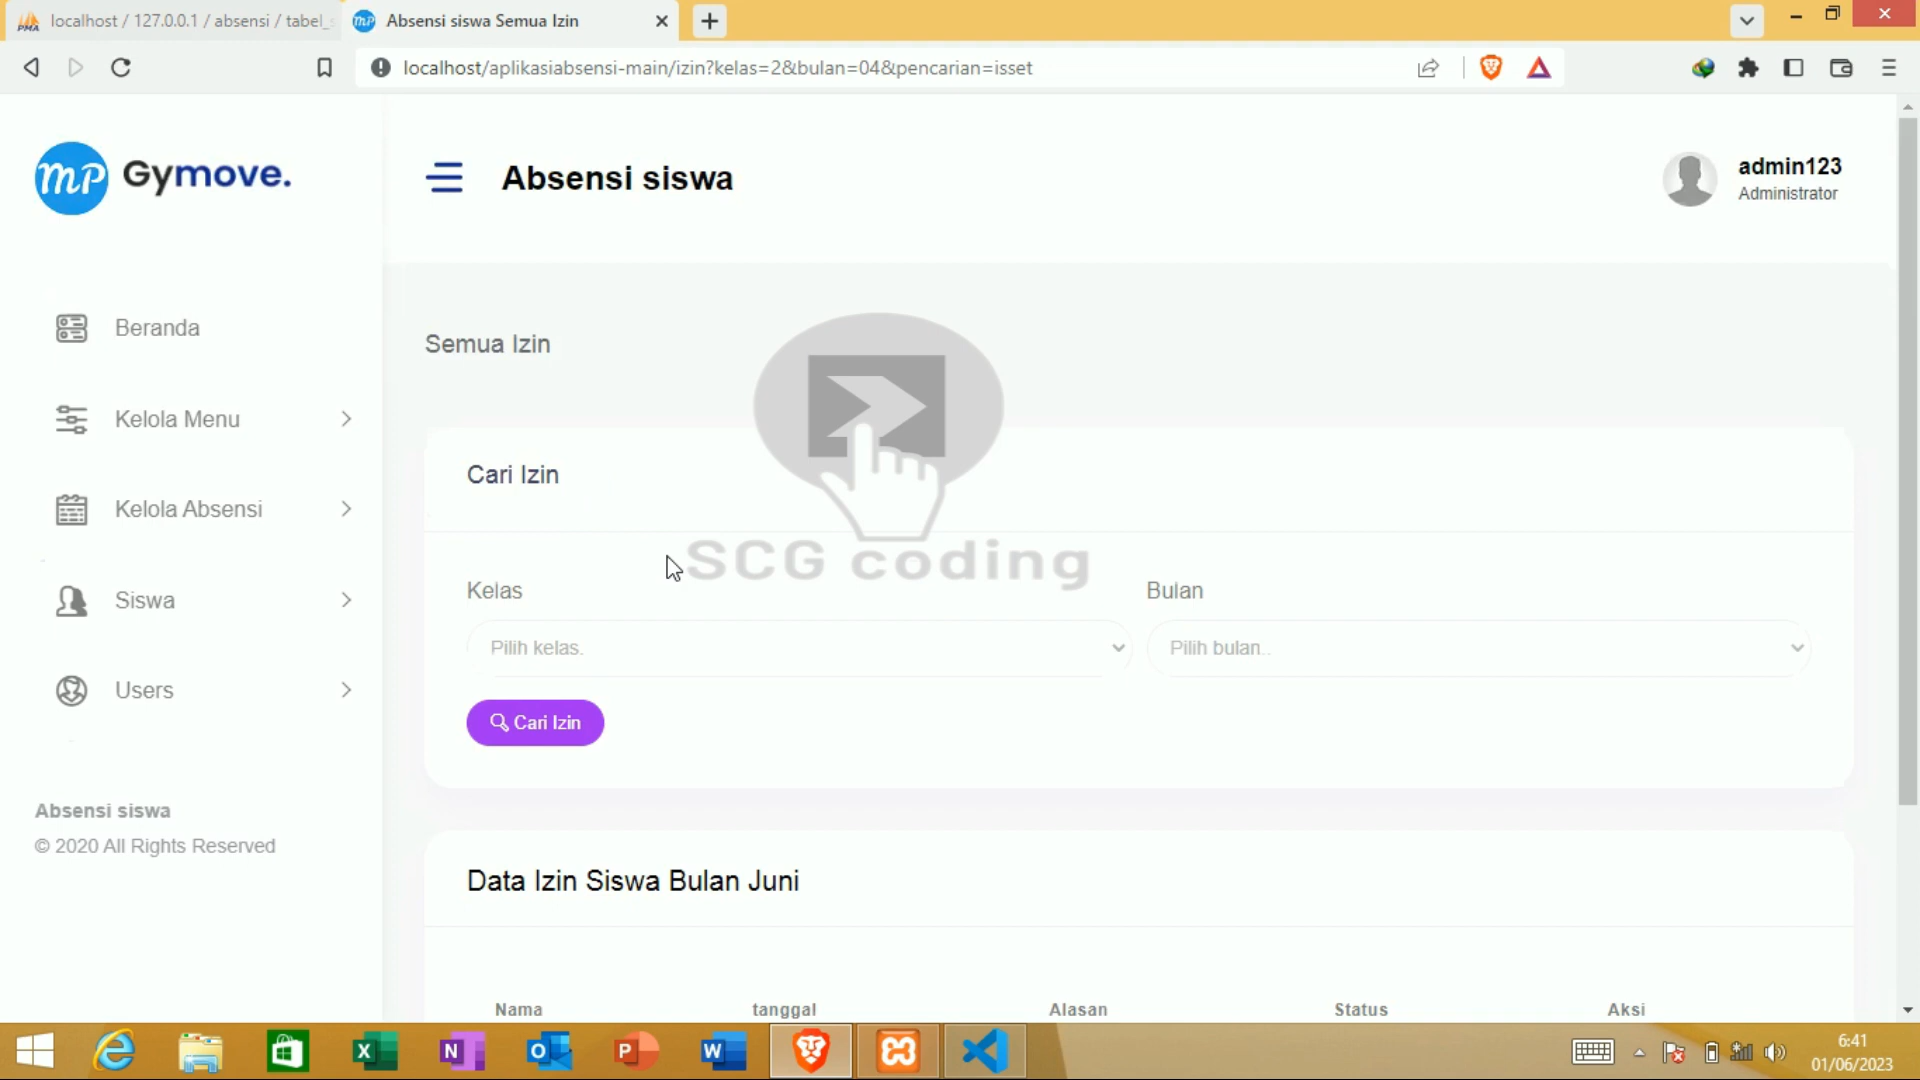 localhost / 127.0.0.1 / absensi / tabel_s
Absensi siswa Semua Izin
localhost/aplikasiabsensi-main/izin?kelas=2&bulan=04&pencarian=isset
mp Gymove.
Absensi siswa
admin123
Administrator
Beranda
Kelola Menu
Kelola Absensi
Siswa
Users
Absensi siswa
© 2020 All Rights Reserved
Semua Izin
Cari Izin
SCG coding
Kelas
Bulan
Pilih kelas.
Pilih bulan..
Cari Izin
Data Izin Siswa Bulan Juni
Nama
tanggal
Alasan
Status
Aksi
6:41
01/06/2023